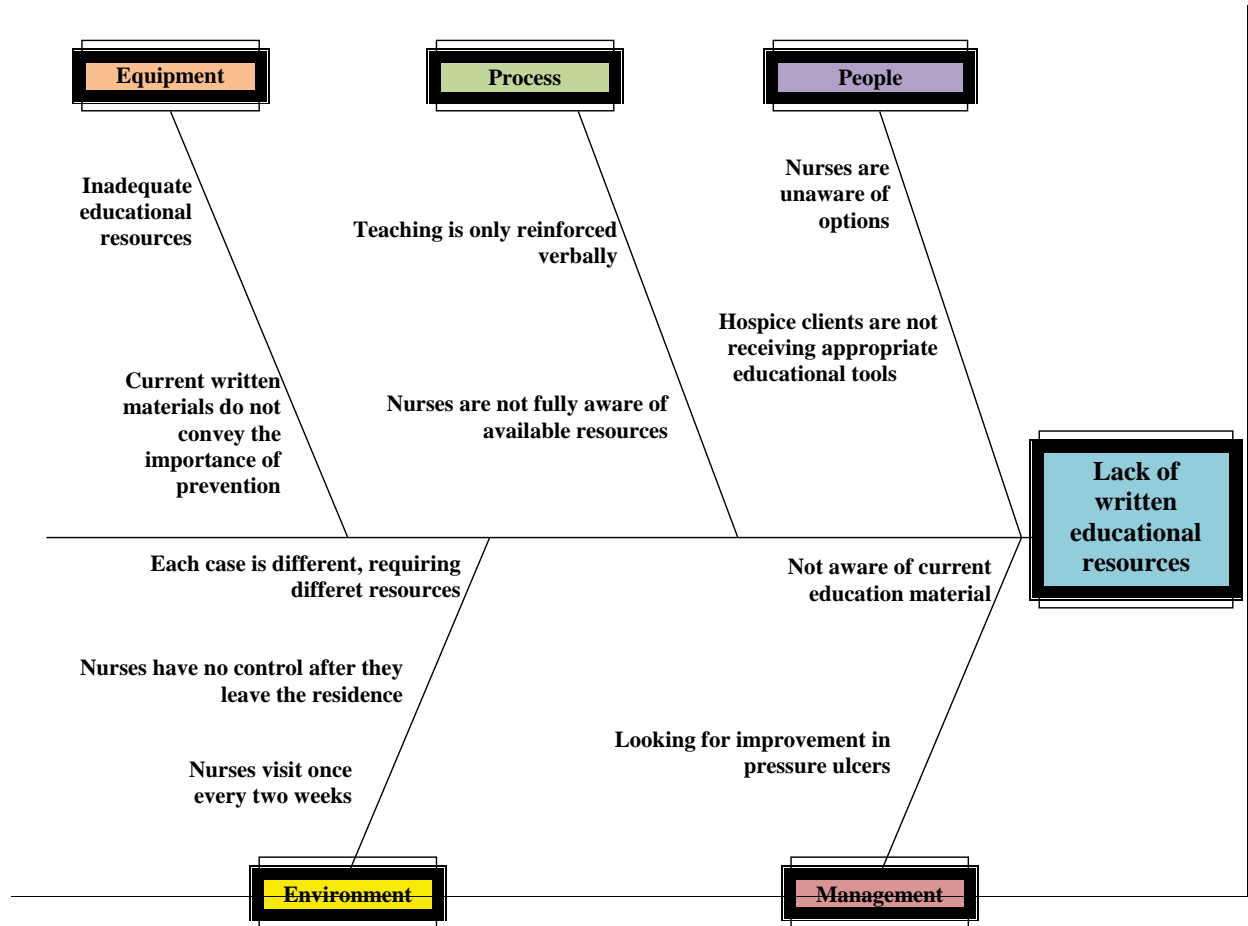 Equipment
Process
People
Inadequate
educational
resources
Teaching is only reinforced
verbally
Nurses are
unaware of
options
Current written
materials do not
convey the
importance of
prevention
Nurses are not fully aware of
available resources
Hospice clients are not
receiving appropriate
educational tools
Lack of
written
educational
resources
Each case is different, requiring
differet resources
Nurses have no control after they
leave the residence
Nurses visit once
every two weeks
Not aware of current
education material
Looking for improvement in
pressure ulcers
Environment
Management